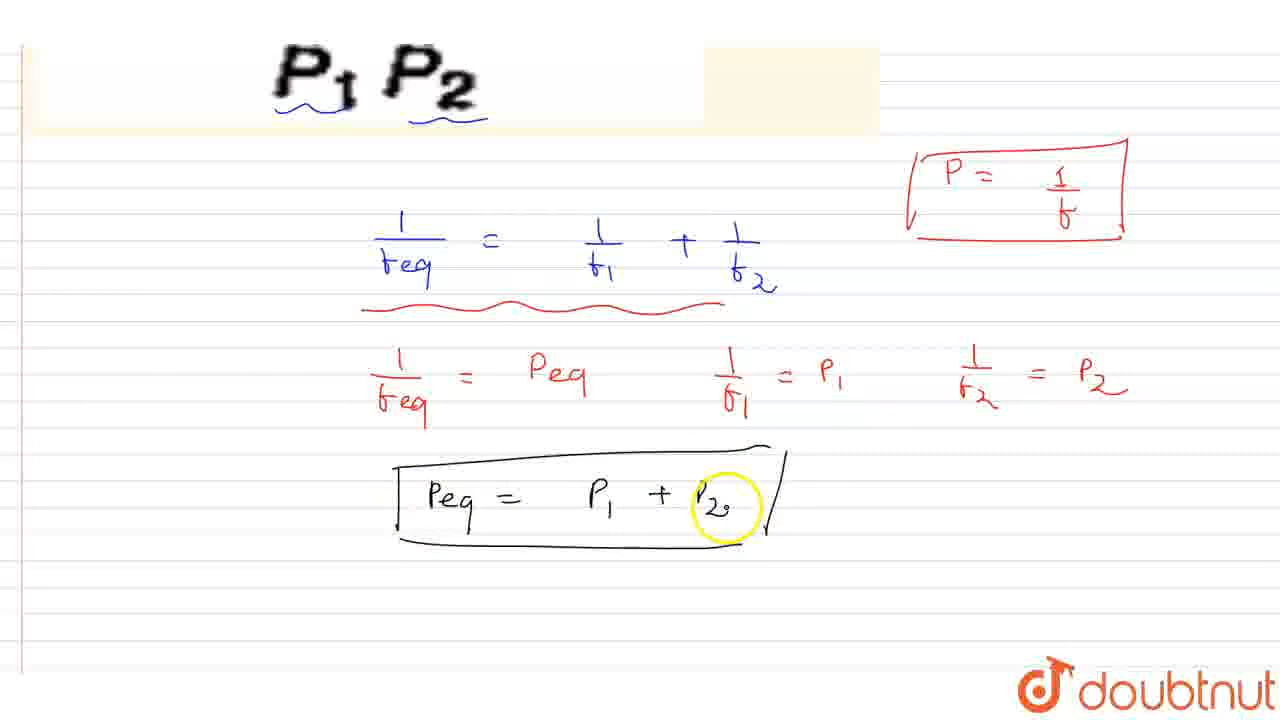 P₁ P₂
P = 1/f
1/feq = 1/f₁ + 1/f₂
1/feq = Peq 1/f₁ = P₁ 1/f₂ = P₂
Peq = P₁ + P₂
doubtnut